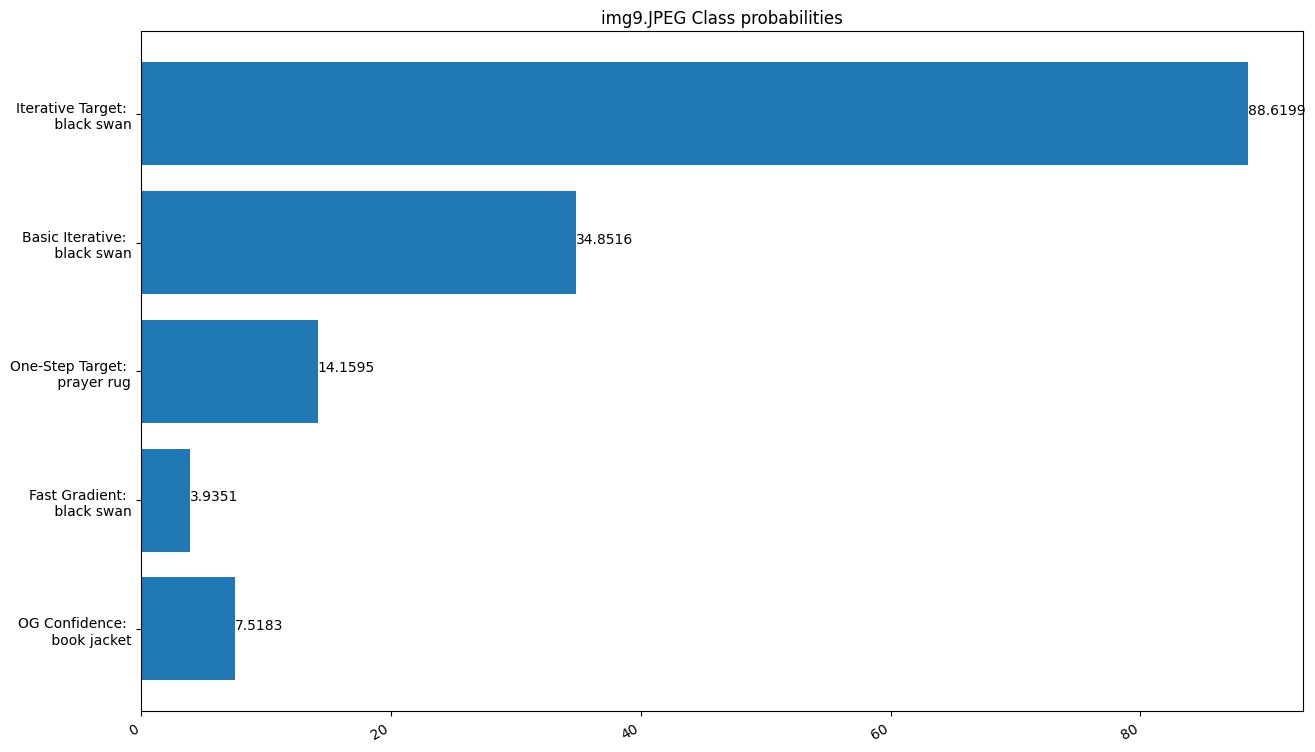 img9.JPEG Class probabilities
Iterative Target:
black swan
88.6199
Basic Iterative:
black swan
34.8516
One-Step Target:
prayer rug
14.1595
Fast Gradient:
black swan
3.9351
OG Confidence:
book jacket
7.5183
0
20
40
60
80